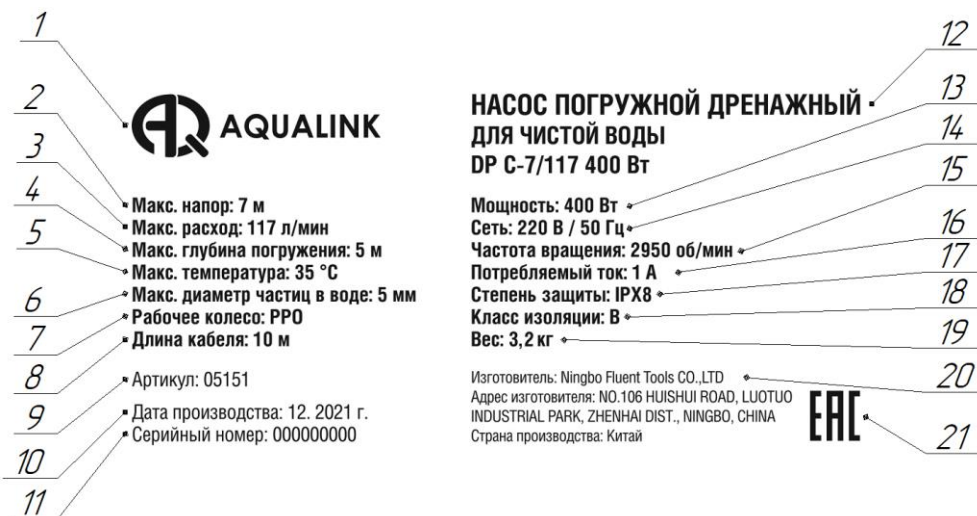 1
2
3
4
5
6
7
8
9
10
11
AQ AQUALINK
Макс. напор: 7 м
Макс. расход: 117 л/мин
Макс. глубина погружения: 5 м
Макс. температура: 35 °C
Макс. диаметр частиц в воде: 5 мм
Рабочее колесо: PPO
Длина кабеля: 10 м
Артикул: 05151
Дата производства: 12. 2021 г.
Серийный номер: 000000000
НАСОС ПОГРУЖНОЙ ДРЕНАЖНЫЙ
ДЛЯ ЧИСТОЙ ВОДЫ
DP C-7/117 400 Вт
Мощность: 400 Вт
Сеть: 220 В / 50 Гц
Частота вращения: 2950 об/мин
Потребляемый ток: 1 А
Степень защиты: IPX8
Класс изоляции: B
Вес: 3,2 кг
Изготовитель: Ningbo Fluent Tools CO.,LTD
Адрес изготовителя: NO.106 HUISHUI ROAD, LUOTUO
INDUSTRIAL PARK, ZHENHAI DIST., NINGBO, CHINA
Страна производства: Китай
EAC
12
13
14
15
16
17
18
19
20
21